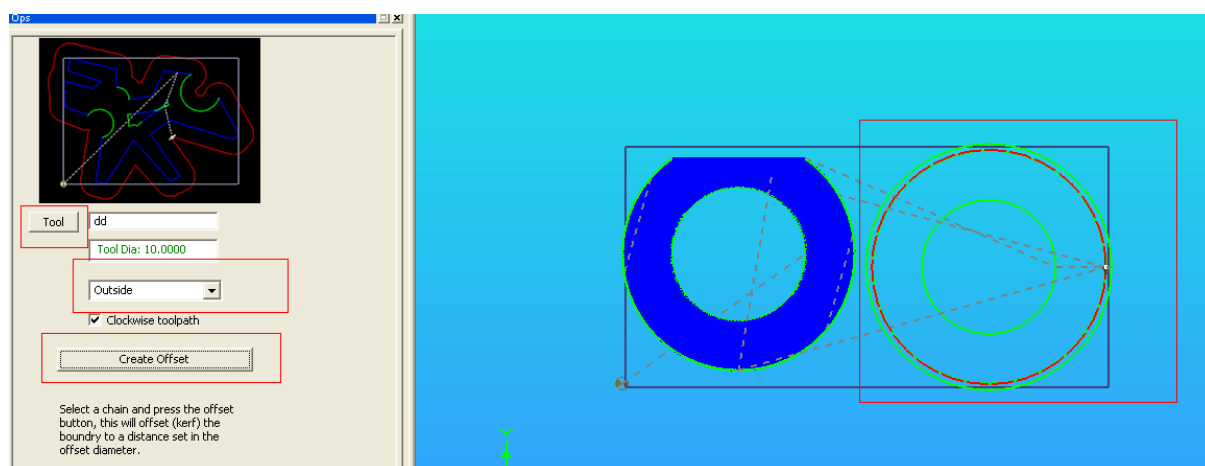 Ops
Tool
dd
Tool Dia: 10.0000
Outside
Clockwise toolpath
Create Offset
Select a chain and press the offset
button, this will offset (kerf) the
boundry to a distance set in the
offset diameter.